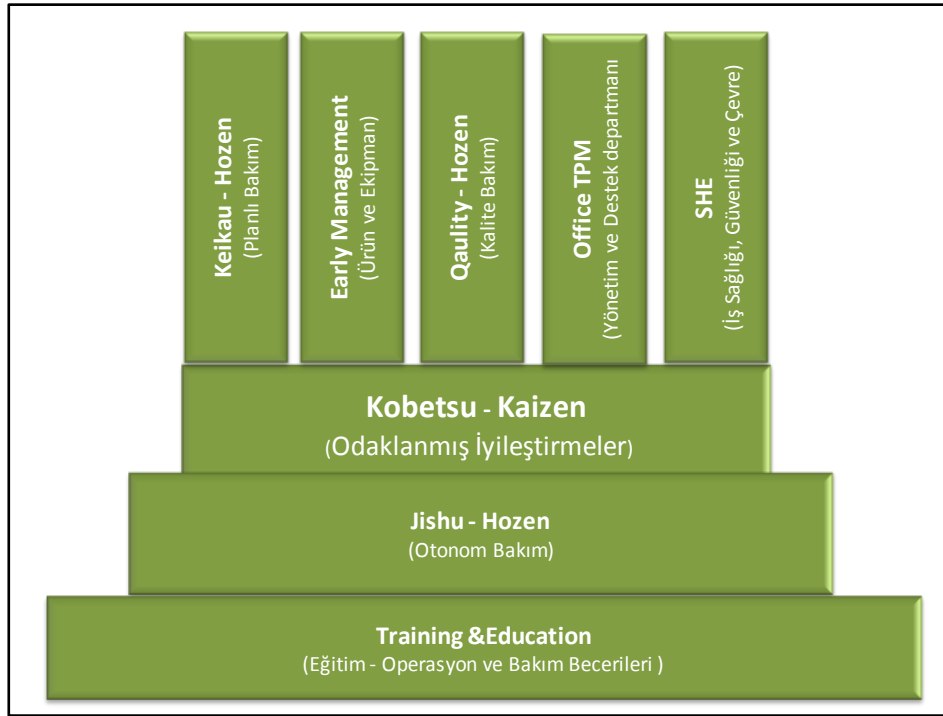 Keikau - Hozen
(Planlı Bakım)
Early Management
(Ürün ve Ekipman)
Qaulity - Hozen
(Kalite Bakım)
Office TPM
(Yönetim ve Destek departmanı)
SHE
(İş Sağlığı, Güvenliği ve Çevre)
Kobetsu - Kaizen
(Odaklanmış İyileştirmeler)
Jishu - Hozen
(Otonom Bakım)
Training &Education
(Eğitim - Operasyon ve Bakım Becerileri )